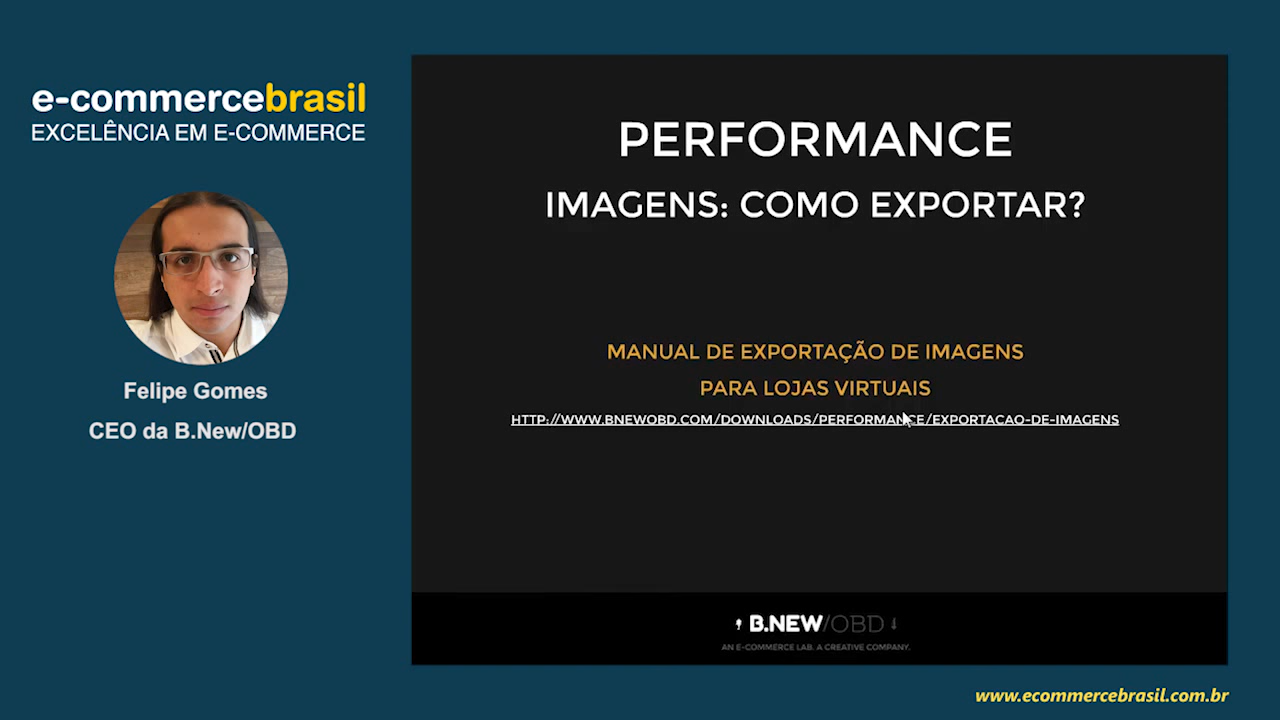 e-commercebrasil
EXCELÊNCIA EM E-COMMERCE
Felipe Gomes
CEO da B.New/OBD
PERFORMANCE
IMAGENS: COMO EXPORTAR?
MANUAL DE EXPORTAÇÃO DE IMAGENS
PARA LOJAS VIRTUAIS
HTTP://WWW.BNEWOBD.COM/DOWNLOADS/PERFORMANCE/EXPORTACAO-DE-IMAGENS
B.NEW/OBD
AN E-COMMERCE LAB. A CREATIVE COMPANY.
www.ecommercebrasil.com.br